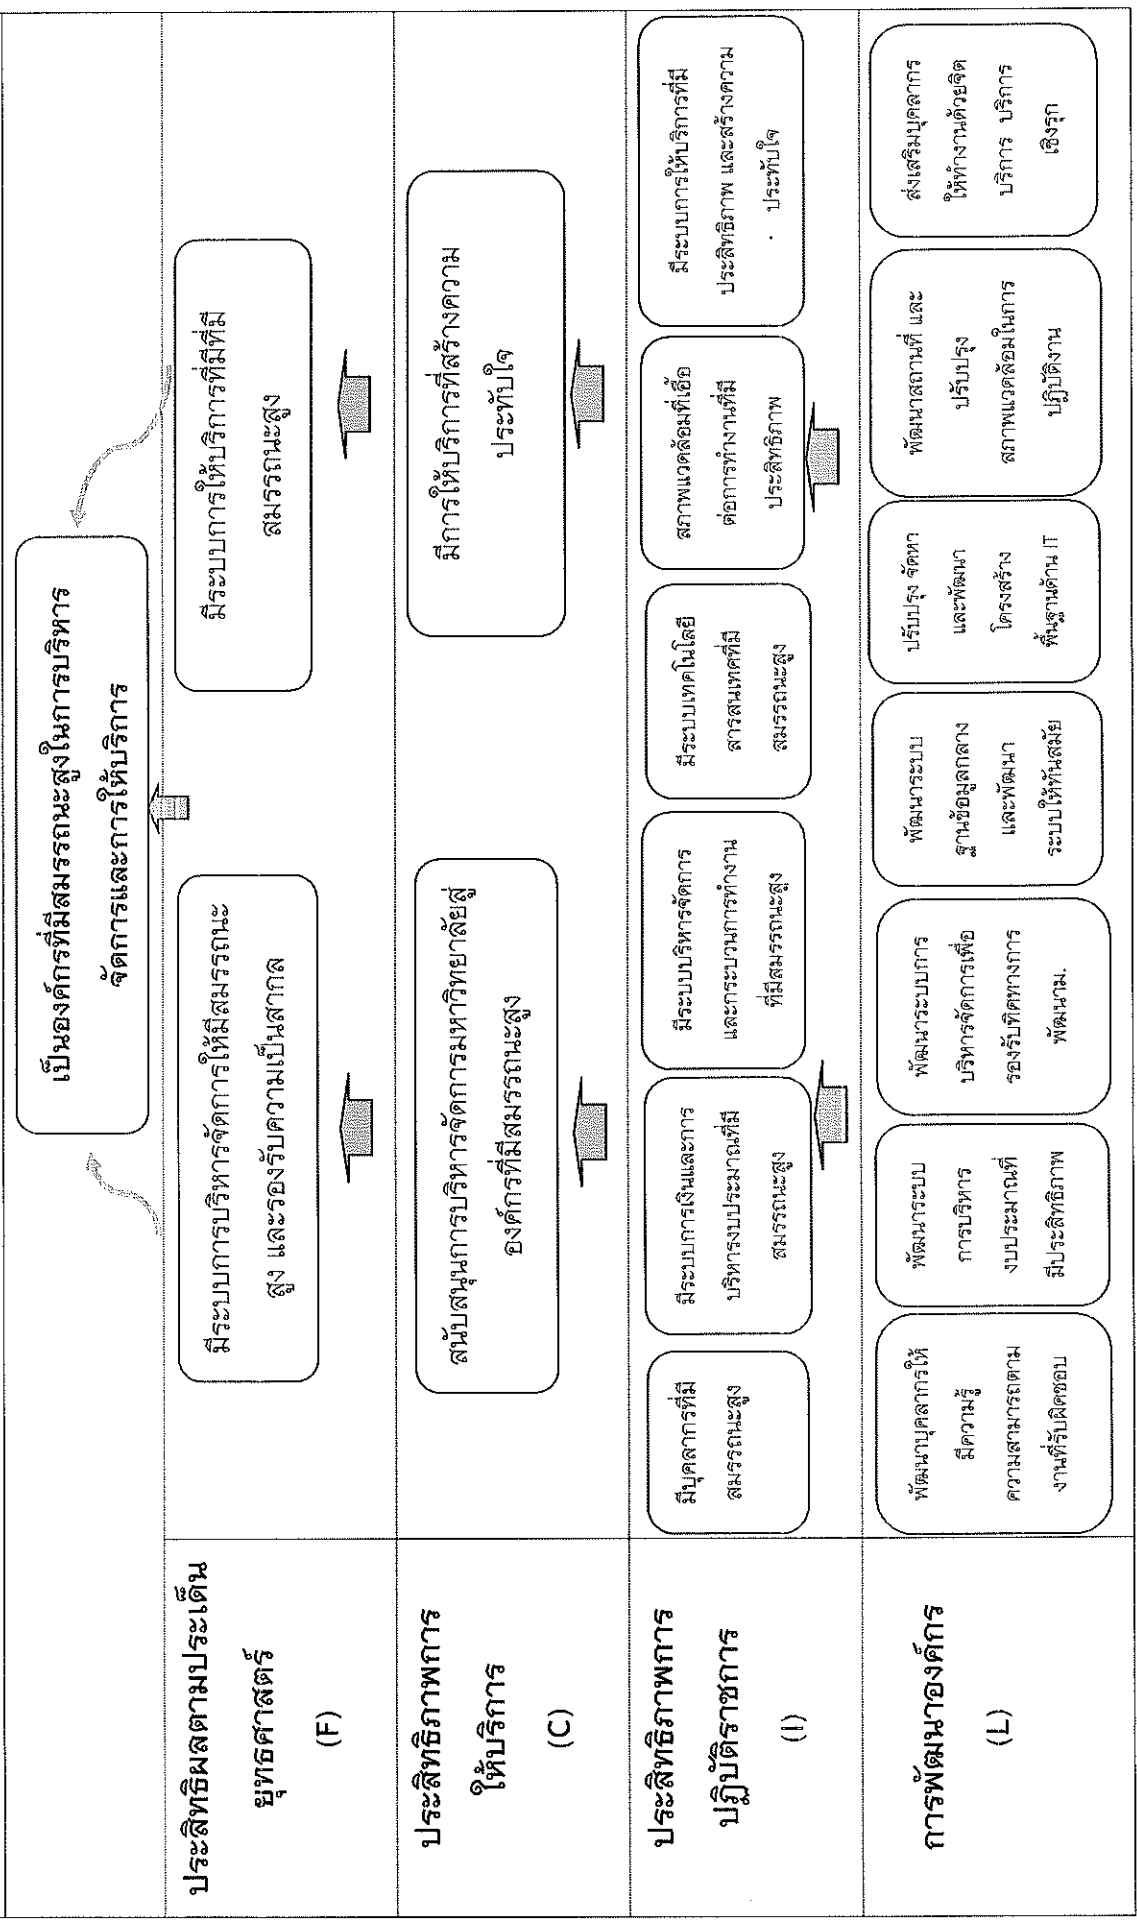 เป็นองค์กรที่มีสมรรถนะสูงในการบริหาร
จัดการและการให้บริการ
ประสิทธิผลตามประเด็น
ยุทธศาสตร์
(F)
มีระบบการบริหารจัดการให้มีสมรรถนะ
สูง และรองรับความเป็นสากล
มีระบบการให้บริการที่มีที่มี
สมรรถนะสูง
ประสิทธิภาพการ
ให้บริการ
(C)
สนับสนุนการบริหารจัดการมหาวิทยาลัยสู่
องค์กรที่มีสมรรถนะสูง
มีการให้บริการที่สร้างความ
ประทับใจ
ประสิทธิภาพการ
ปฏิบัติราชการ
(I)
มีบุคลากรที่มี
สมรรถนะสูง
มีระบบการเงินและการ
บริหารงบประมาณที่มี
สมรรถนะสูง
มีระบบบริหารจัดการ
และกระบวนการทำงาน
ที่มีสมรรถนะสูง
มีระบบเทคโนโลยี
สารสนเทศที่มี
สมรรถนะสูง
สภาพแวดล้อมที่เอื้อ
ต่อการทำงานที่มี
ประสิทธิภาพ
มีระบบการให้บริการที่มี
ประสิทธิภาพ และสร้างความ
ประทับใจ
การพัฒนาองค์กร
(L)
พัฒนาบุคลากรให้
มีความรู้
ความสามารถตาม
งานที่รับผิดชอบ
พัฒนาระบบ
การบริหาร
งบประมาณที่
มีประสิทธิภาพ
พัฒนาระบบการ
บริหารจัดการเพื่อ
รองรับทิศทางการ
พัฒนาม.
พัฒนาระบบ
ฐานข้อมูลกลาง
และพัฒนา
ระบบให้ทันสมัย
ปรับปรุง จัดหา
และพัฒนา
โครงสร้าง
พื้นฐานด้าน IT
พัฒนาสถานที่ และ
ปรับปรุง
สภาพแวดล้อมในการ
ปฏิบัติงาน
ส่งเสริมบุคลากร
ให้ทำงานด้วยจิต
บริการ บริการ
เชิงรุก